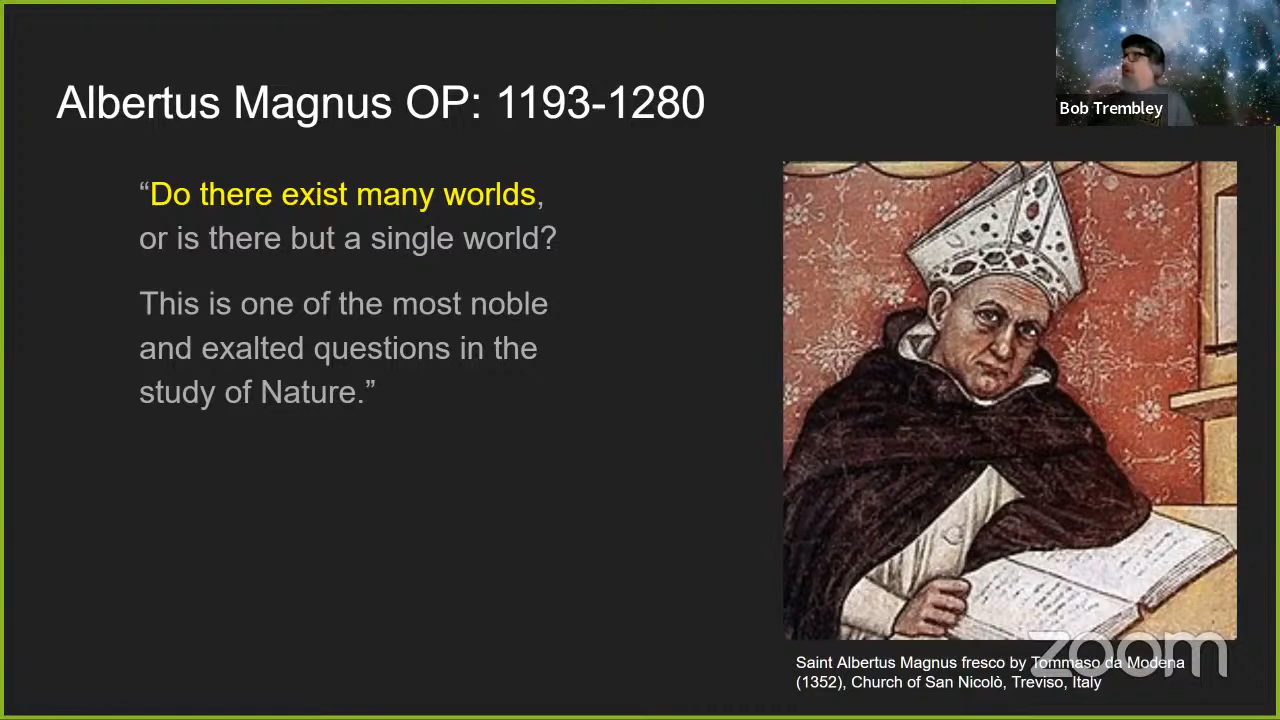 Albertus Magnus OP: 1193-1280
Bob Trembley
“Do there exist many worlds,
or is there but a single world?
This is one of the most noble
and exalted questions in the
study of Nature.”
zoom
Saint Albertus Magnus fresco by Tommaso da Modena
(1352), Church of San Nicolò, Treviso, Italy